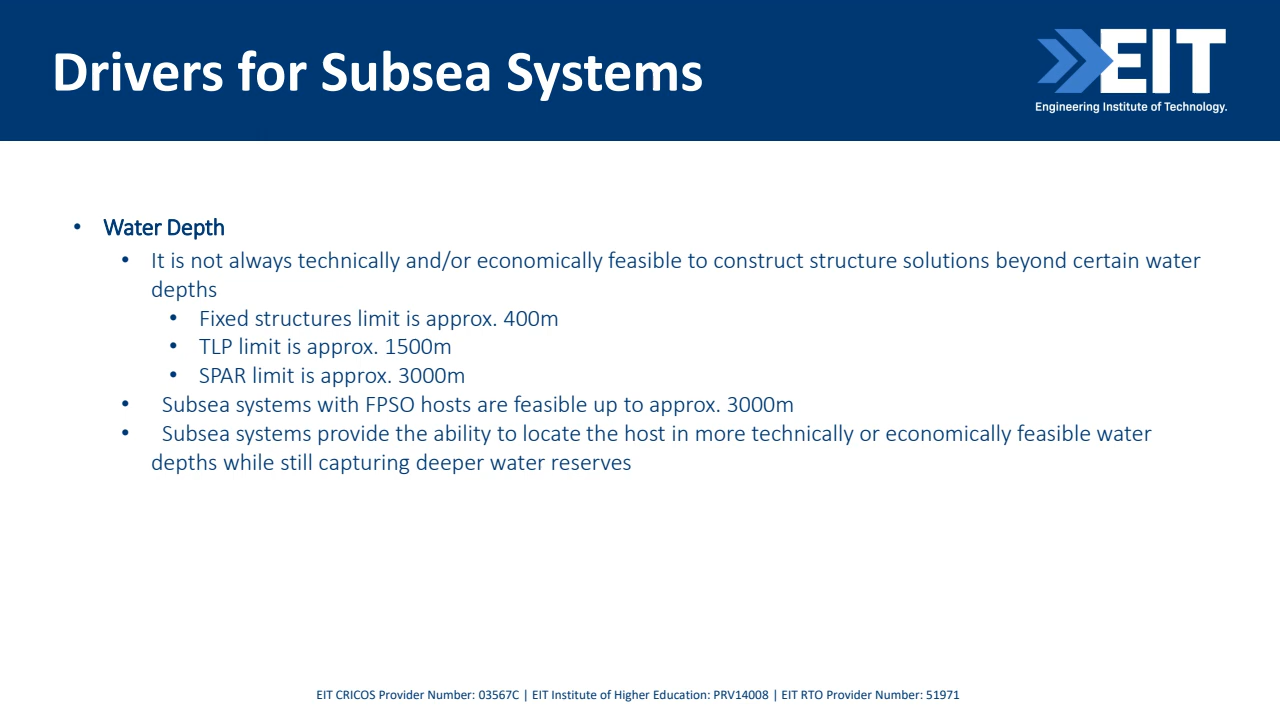 Drivers for Subsea Systems
EIT
Engineering Institute of Technology.
• Water Depth
• It is not always technically and/or economically feasible to construct structure solutions beyond certain water
depths
• Fixed structures limit is approx. 400m
• TLP limit is approx. 1500m
• SPAR limit is approx. 3000m
• Subsea systems with FPSO hosts are feasible up to approx. 3000m
• Subsea systems provide the ability to locate the host in more technically or economically feasible water
depths while still capturing deeper water reserves
EIT CRICOS Provider Number: 03567C | EIT Institute of Higher Education: PRV14008 | EIT RTO Provider Number: 51971